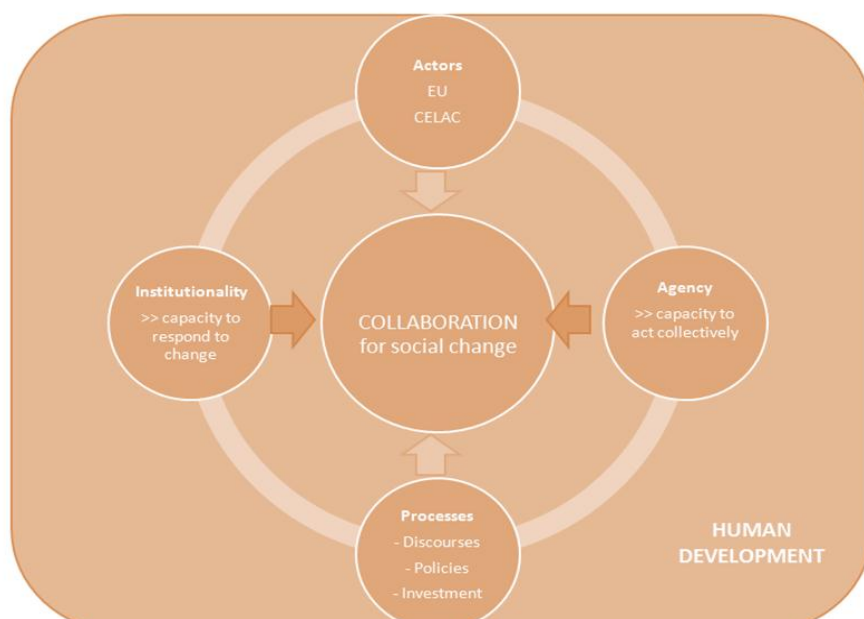 Actors
EU
CELAC
Institutionality
>> capacity to
respond to
change
COLLABORATION
for social change
Agency
>> capacity to
act collectively
Processes
- Discourses
- Policies
- Investment
HUMAN
DEVELOPMENT